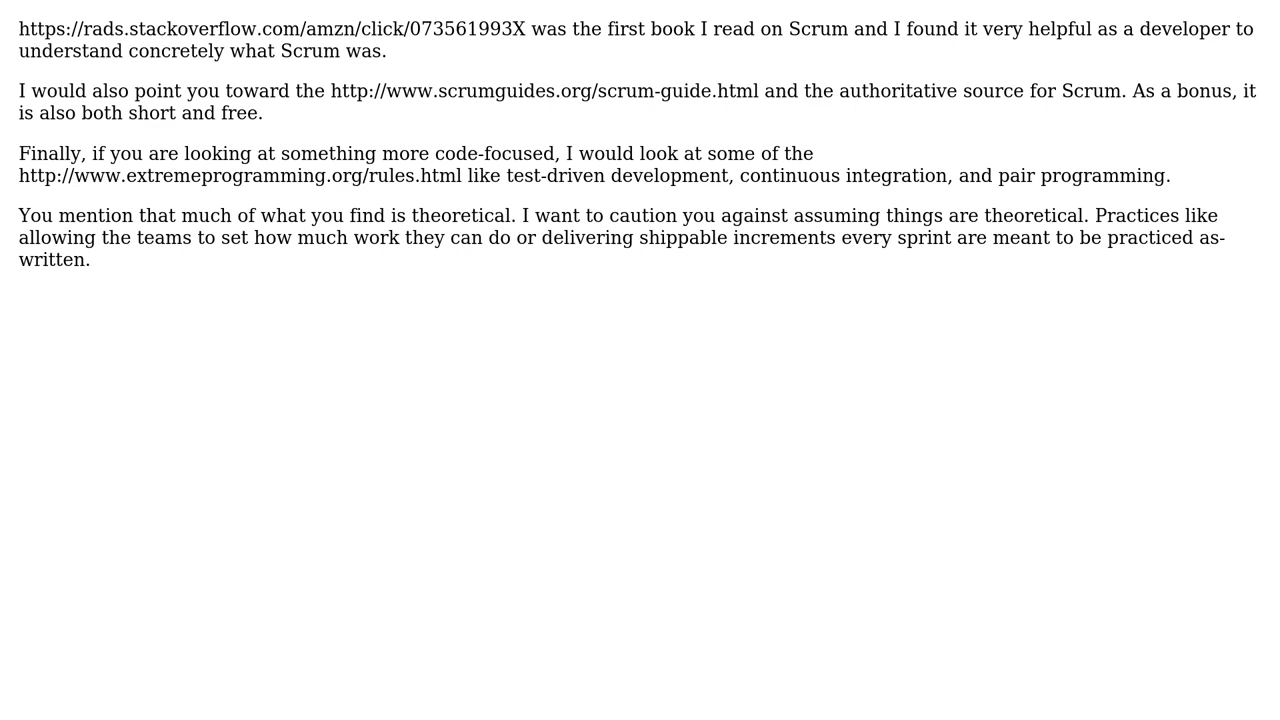 https://rads.stackoverflow.com/amzn/click/073561993X was the first book I read on Scrum and I found it very helpful as a developer to
understand concretely what Scrum was.
I would also point you toward the http://www.scrumguides.org/scrum-guide.html and the authoritative source for Scrum. As a bonus, it
is also both short and free.
Finally, if you are looking at something more code-focused, I would look at some of the
http://www.extremeprogramming.org/rules.html like test-driven development, continuous integration, and pair programming.
You mention that much of what you find is theoretical. I want to caution you against assuming things are theoretical. Practices like
allowing the teams to set how much work they can do or delivering shippable increments every sprint are meant to be practiced as-
written.